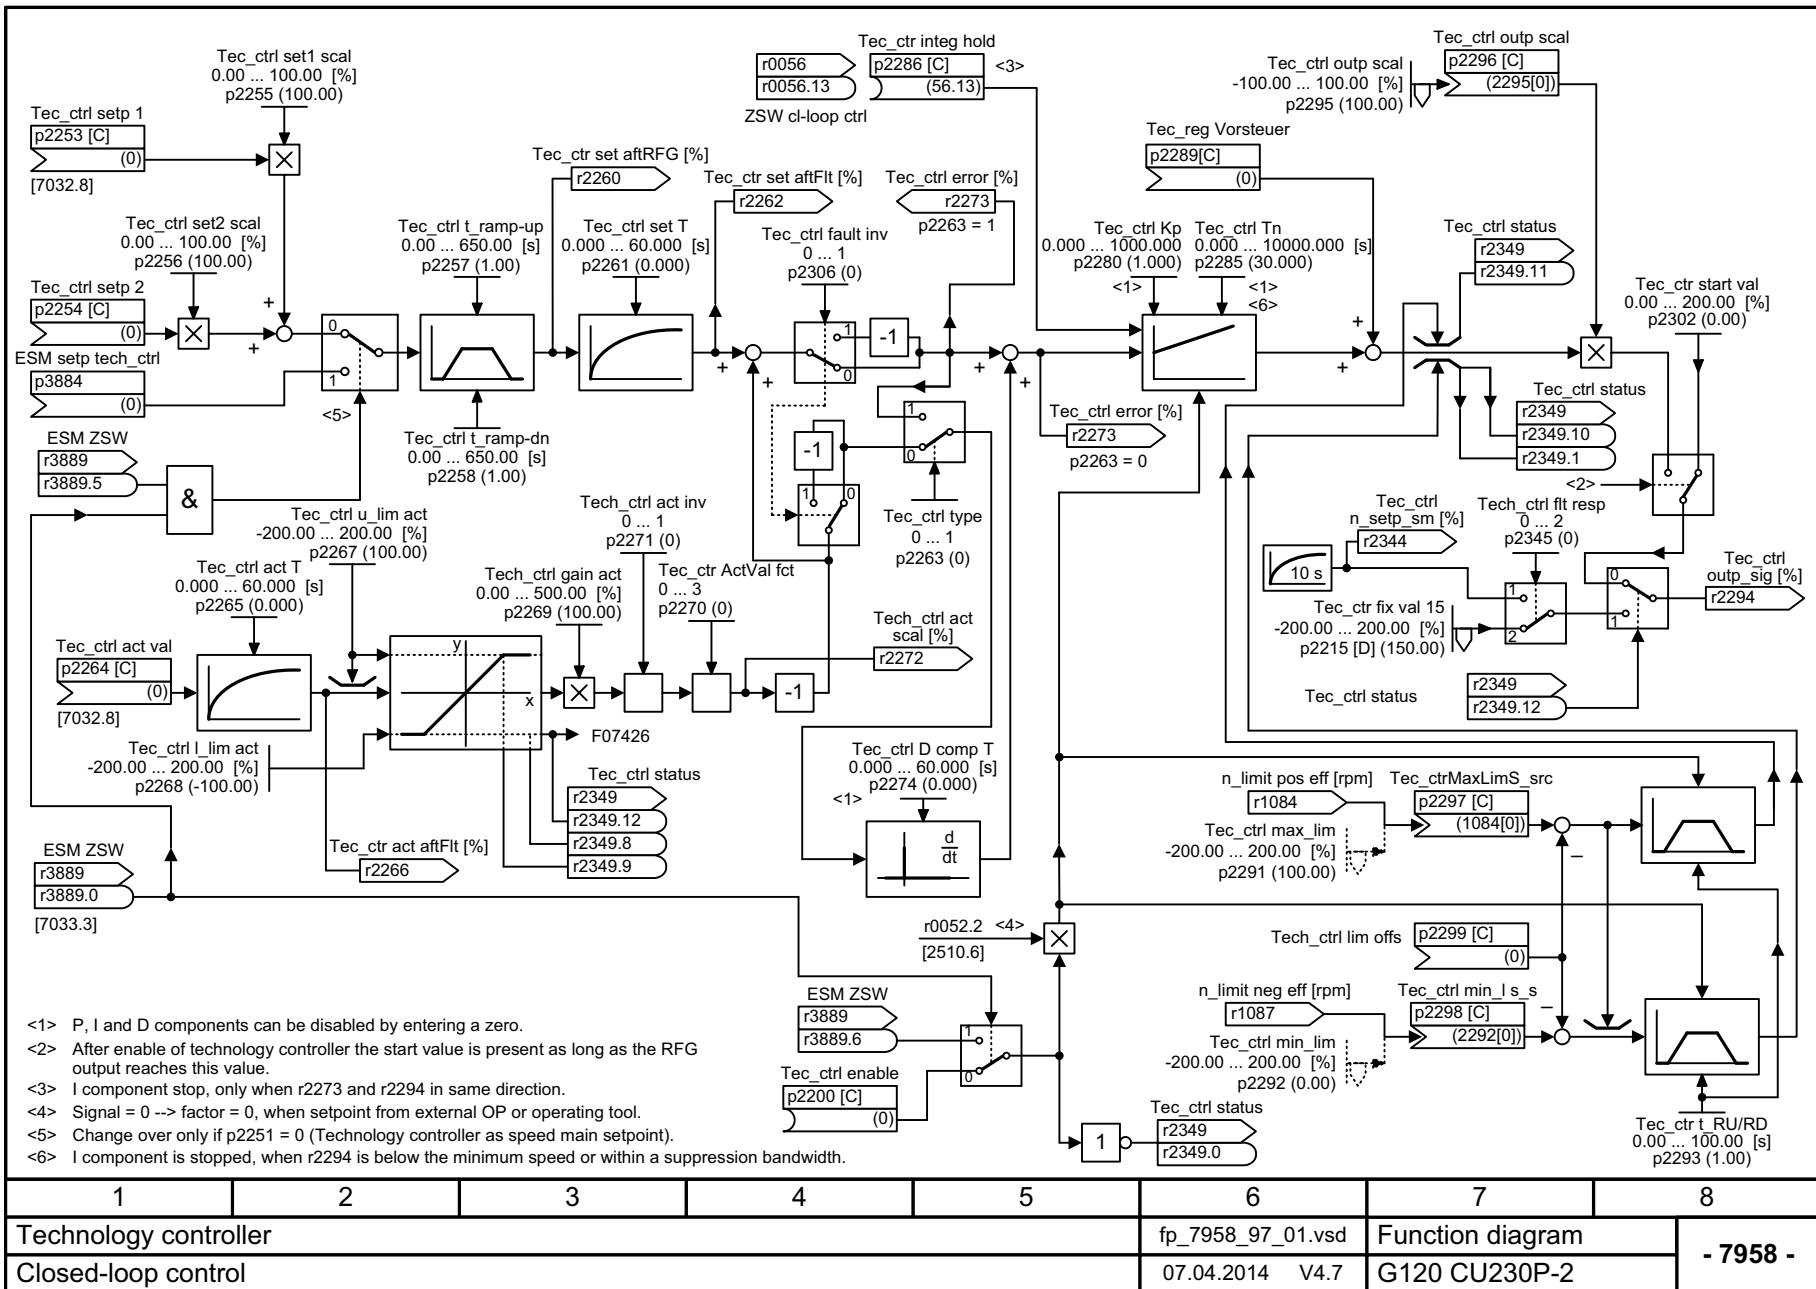 Tec_ctrl set1 scal
0.00 ... 100.00 [%]
p2255 (100.00)
Tec_ctrl setp 1
p2253 [C]
(0)
[7032.8]
Tec_ctrl set2 scal
0.00 ... 100.00 [%]
p2256 (100.00)
Tec_ctrl setp 2
p2254 [C]
(0)
+
+
ESM setp tech_ctrl
p3884
(0)
0
1
<5>
ESM ZSW
r3889
r3889.5
&
Tec_ctrl t_ramp-up
0.00 ... 650.00 [s]
p2257 (1.00)
Tec_ctrl t_ramp-dn
0.00 ... 650.00 [s]
p2258 (1.00)
Tec_ctr set aftRFG [%]
r2260
Tec_ctrl set T
0.000 ... 60.000 [s]
p2261 (0.000)
Tec_ctr set aftFlt [%]
r2262
Tec_ctrl fault inv
0 ... 1
p2306 (0)
+
+
1
0
-1
Tec_ctrl error [%]
r2273
p2263 = 1
r0056
r0056.13
ZSW cl-loop ctrl
Tec_ctr integ hold
p2286 [C]
(56.13)
<3>
+
+
-1
1
0
1
0
Tec_ctrl type
0 ... 1
p2263 (0)
Tec_ctrl error [%]
r2273
p2263 = 0
Tec_ctrl Kp
0.000 ... 1000.000
p2280 (1.000)
<1>
Tec_ctrl Tn
0.000 ... 10000.000 [s]
p2285 (30.000)
<1>
<6>
Tec_reg Vorsteuer
p2289[C]
(0)
+
+
Tec_ctrl outp scal
-100.00 ... 100.00 [%]
p2295 (100.00)
Tec_ctrl outp scal
p2296 [C]
(2295[0])
Tec_ctrl status
r2349
r2349.11
Tec_ctr start val
0.00 ... 200.00 [%]
p2302 (0.00)
Tec_ctrl status
r2349
r2349.10
r2349.1
<2>
Tec_ctrl
n_setp_sm [%]
r2344
10 s
Tech_ctrl flt resp
0 ... 2
p2345 (0)
1
2
Tec_ctr fix val 15
-200.00 ... 200.00 [%]
p2215 [D] (150.00)
0
1
Tec_ctrl
outp_sig [%]
r2294
Tec_ctrl status
r2349
r2349.12
Tec_ctrl u_lim act
-200.00 ... 200.00 [%]
p2267 (100.00)
Tec_ctrl act T
0.000 ... 60.000 [s]
p2265 (0.000)
Tec_ctrl act val
p2264 [C]
(0)
[7032.8]
Tec_ctrl l_lim act
-200.00 ... 200.00 [%]
p2268 (-100.00)
y
x
F07426
Tec_ctrl status
r2349
r2349.12
r2349.8
r2349.9
Tec_ctr act aftFlt [%]
r2266
Tech_ctrl gain act
0.00 ... 500.00 [%]
p2269 (100.00)
Tech_ctrl act inv
0 ... 1
p2271 (0)
Tec_ctr ActVal fct
0 ... 3
p2270 (0)
-1
Tech_ctrl act
scal [%]
r2272
Tec_ctrl D comp T
0.000 ... 60.000 [s]
p2274 (0.000)
<1>
d
dt
ESM ZSW
r3889
r3889.0
[7033.3]
r0052.2 <4>
[2510.6]
ESM ZSW
r3889
r3889.6
1
0
Tec_ctrl enable
p2200 [C]
(0)
1
Tec_ctrl status
r2349
r2349.0
n_limit pos eff [rpm]
r1084
Tec_ctrl max_lim
-200.00 ... 200.00 [%]
p2291 (100.00)
Tec_ctrMaxLimS_src
p2297 [C]
(1084[0])
–
Tech_ctrl lim offs
p2299 [C]
(0)
n_limit neg eff [rpm]
r1087
Tec_ctrl min_lim
-200.00 ... 200.00 [%]
p2292 (0.00)
Tec_ctrl min_l s_s
p2298 [C]
(2292[0])
–
Tec_ctr t_RU/RD
0.00 ... 100.00 [s]
p2293 (1.00)
<1> P, I and D components can be disabled by entering a zero.
<2> After enable of technology controller the start value is present as long as the RFG
output reaches this value.
<3> I component stop, only when r2273 and r2294 in same direction.
<4> Signal = 0 --> factor = 0, when setpoint from external OP or operating tool.
<5> Change over only if p2251 = 0 (Technology controller as speed main setpoint).
<6> I component is stopped, when r2294 is below the minimum speed or within a suppression bandwidth.
1 2 3 4 5 6 7 8
Technology controller
fp_7958_97_01.vsd
Function diagram
- 7958 -
Closed-loop control
07.04.2014 V4.7
G120 CU230P-2